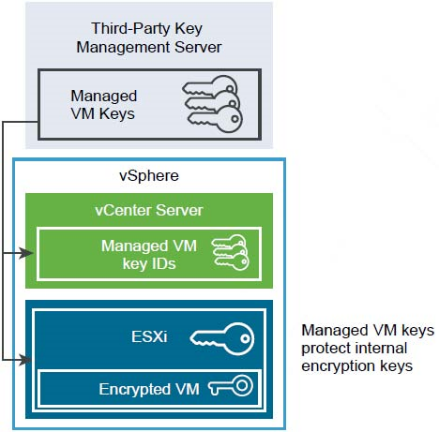 Third-Party Key
Management Server
Managed
VM Keys
vSphere
vCenter Server
Managed VM
key IDs
ESXi
Encrypted VM
Managed VM keys
protect internal
encryption keys